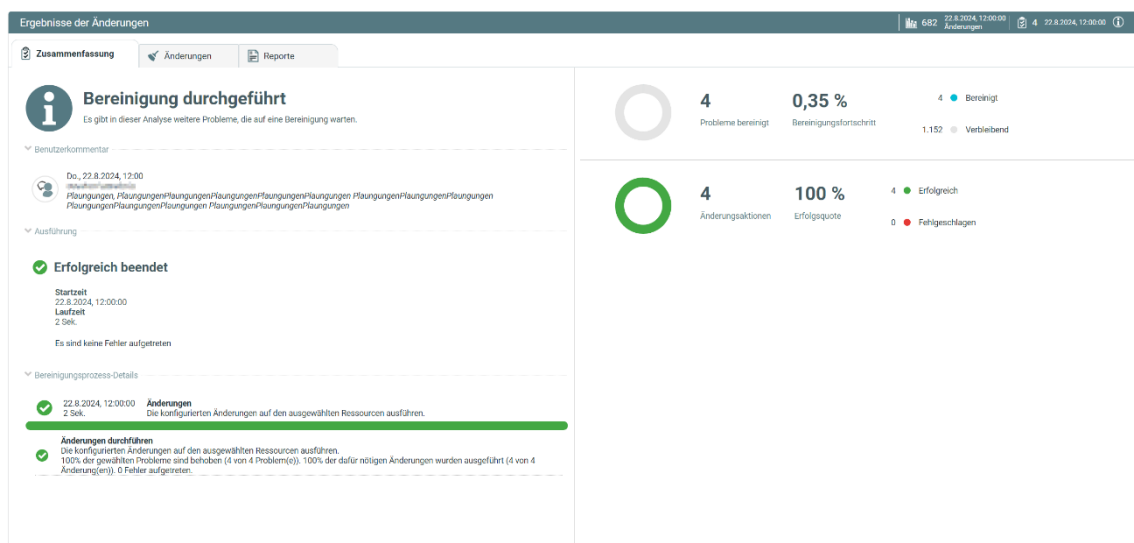 Ergebnisse der Änderungen
682 22.8.2024, 12:00:00 Änderungen 4 22.8.2024, 12:00:00
Zusammenfassung Änderungen Reporte
Bereinigung durchgeführt
Es gibt in dieser Analyse weitere Probleme, die auf eine Bereinigung warten.
Benutzerkommentar
Do., 22.8.2024, 12:00
Plaungungen, PlaungungenPlaungungenPlaungungenPlaungungenPlaungungen PlaungungenPlaungungenPlaungungen
PlaungungenPlaungungenPlaungungen PlaungungenPlaungungenPlaungungen
Ausführung
Erfolgreich beendet
Startzeit
22.8.2024, 12:00:00
Laufzeit
2 Sek.
Es sind keine Fehler aufgetreten
Bereinigungsprozess-Details
22.8.2024, 12:00:00 Änderungen
2 Sek. Die konfigurierten Änderungen auf den ausgewählten Ressourcen ausführen.
Änderungen durchführen
Die konfigurierten Änderungen auf den ausgewählten Ressourcen ausführen.
100% der gewählten Probleme sind behoben (4 von 4 Problem(e)). 100% der dafür nötigen Änderungen wurden ausgeführt (4 von 4
Änderung(en)). 0 Fehler aufgetreten.
4 0,35 % 4 Bereinigt
Probleme bereinigt Bereinigungsfortschritt
1.152 Verbleibend
4 100 % 4 Erfolgreich
Änderungsaktionen Erfolgsquote
0 Fehlgeschlagen